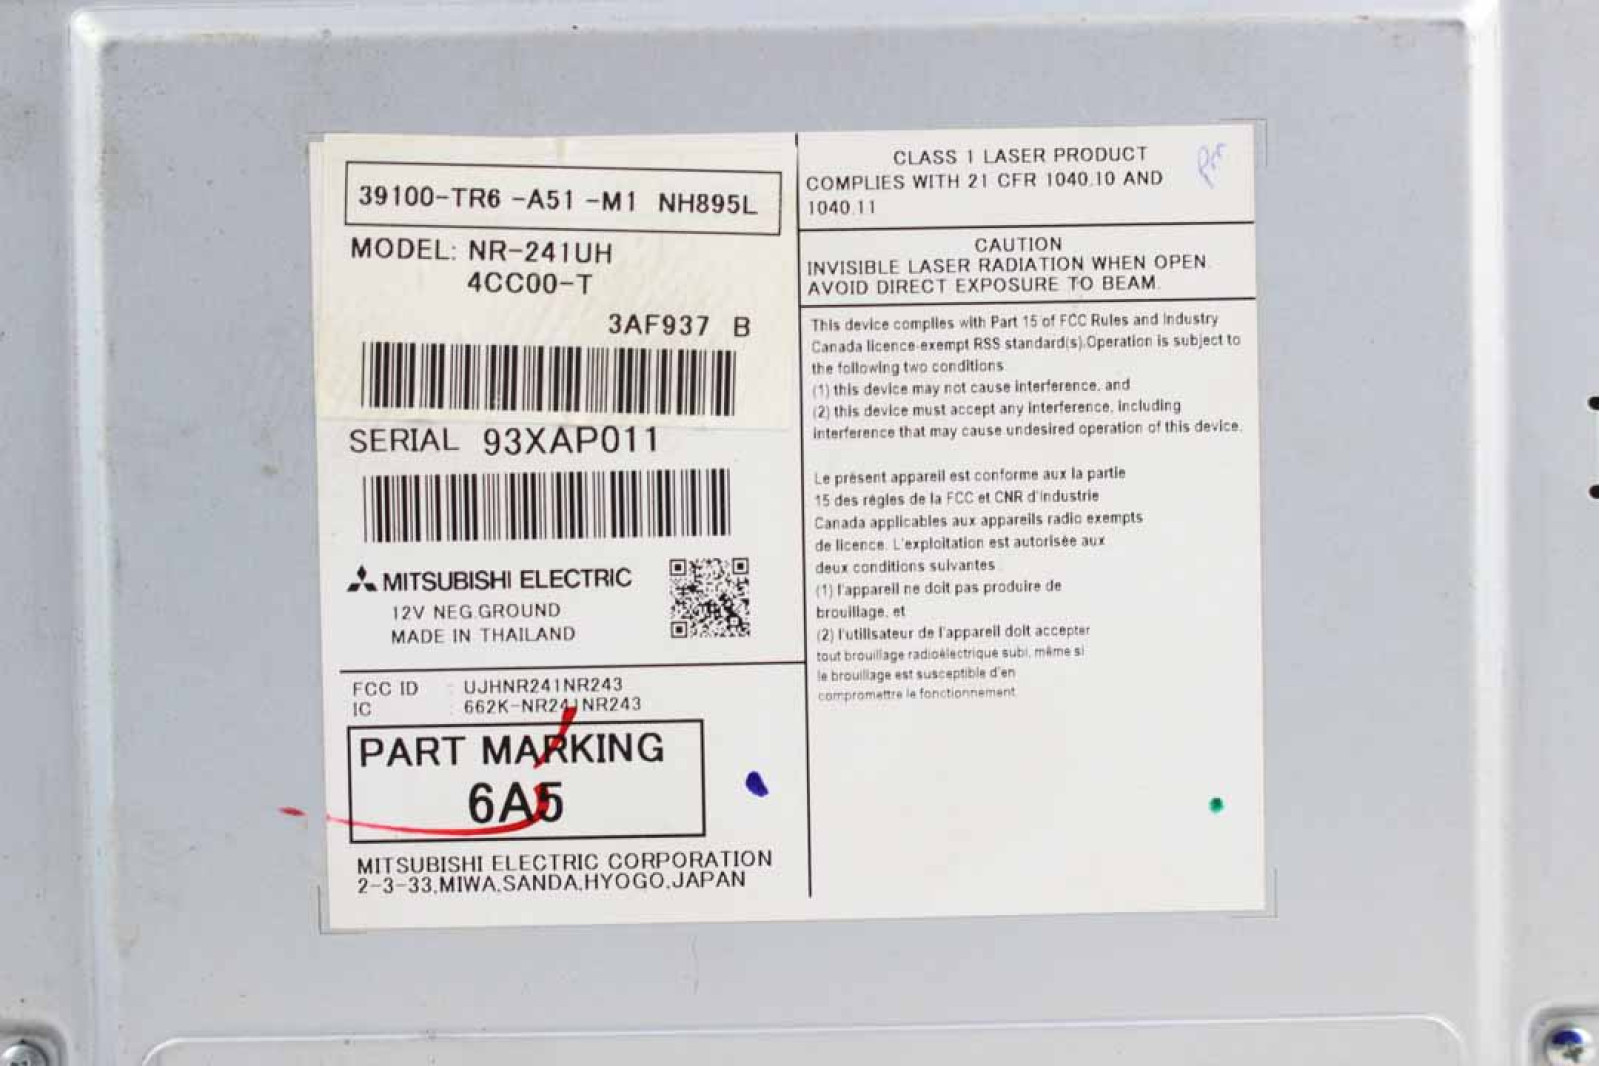 39100-TR6 -A51 -M1 NH895L
MODEL: NR-241UH
4CC00-T
3AF937 B
SERIAL 93XAP011
MITSUBISHI ELECTRIC
12V NEG.GROUND
MADE IN THAILAND
FCC ID : UJHNR241NR243
IC : 662K-NR241NR243
PART MARKING
6A5
MITSUBISHI ELECTRIC CORPORATION
2-3-33,MIWA,SANDA,HYOGO,JAPAN
CLASS 1 LASER PRODUCT
COMPLIES WITH 21 CFR 1040.10 AND
1040.11
CAUTION
INVISIBLE LASER RADIATION WHEN OPEN.
AVOID DIRECT EXPOSURE TO BEAM.
This device complies with Part 15 of FCC Rules and Industry
Canada licence-exempt RSS standard(s).Operation is subject to
the following two conditions
(1) this device may not cause interference, and
(2) this device must accept any interference, including
interference that may cause undesired operation of this device.
Le présent appareil est conforme aux la partie
15 des règles de la FCC et CNR d'Industrie
Canada applicables aux appareils radio exempts
de licence. L'exploitation est autorisée aux
deux conditions suivantes
(1) l'appareil ne doit pas produire de
brouillage, et
(2) l'utilisateur de l'appareil doit accepter
tout brouillage radioélectrique subi, même si
le brouillage est susceptible d'en
compromettre le fonctionnement.